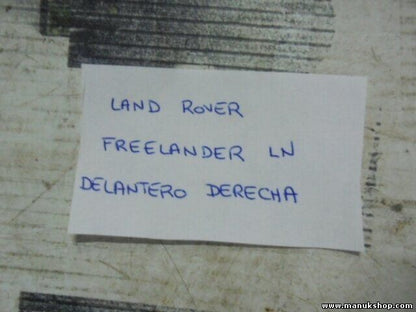 LAND ROVER
FREELANDER LN
DELANTERO DERECHA
www.manukshop.com